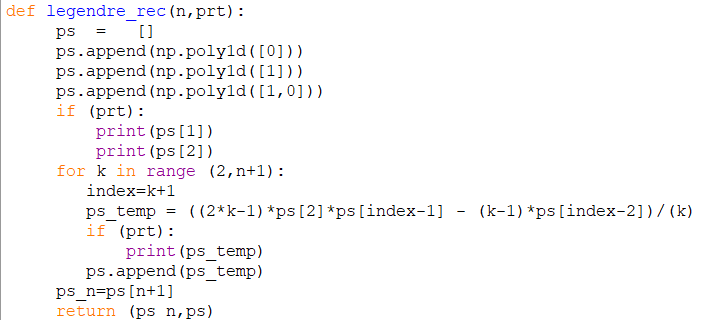 def legendre_rec(n,prt):
     ps  =   []
     ps.append(np.poly1d([0]))
     ps.append(np.poly1d([1]))
     ps.append(np.poly1d([1,0]))
     if (prt):
         print(ps[1])
         print(ps[2])
     for k in range (2,n+1):
        index=k+1
        ps_temp = ((2*k-1)*ps[2]*ps[index-1] - (k-1)*ps[index-2])/(k)
        if (prt):
            print(ps_temp)
        ps.append(ps_temp)
     ps_n=ps[n+1]
     return (ps n,ps)